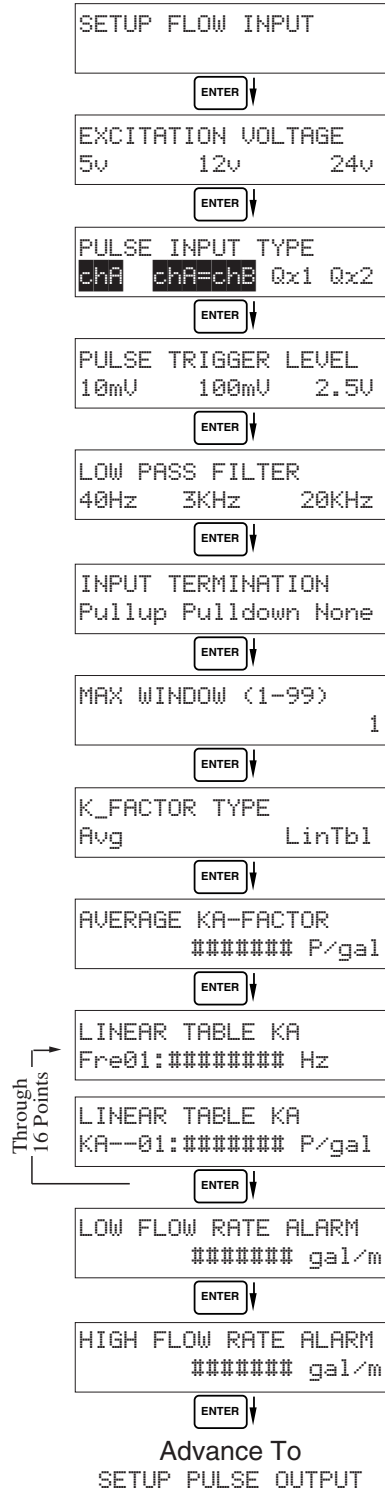 SETUP FLOW INPUT
ENTER
EXCITATION VOLTAGE
5v 12v 24v
ENTER
PULSE INPUT TYPE
chA chA=chB Qx1 Qx2
ENTER
PULSE TRIGGER LEVEL
10mV 100mV 2.5V
ENTER
LOW PASS FILTER
40Hz 3KHz 20KHz
ENTER
INPUT TERMINATION
Pullup Pulldown None
ENTER
MAX WINDOW (1-99)
1
ENTER
K_FACTOR TYPE
Avg LinTbl
ENTER
AVERAGE KA-FACTOR
####### P/gal
ENTER
LINEAR TABLE KA
Fre01:######## Hz
Through
16 Points
LINEAR TABLE KA
KA--01:####### P/gal
ENTER
LOW FLOW RATE ALARM
####### gal/m
ENTER
HIGH FLOW RATE ALARM
####### gal/m
ENTER
Advance To
SETUP PULSE OUTPUT